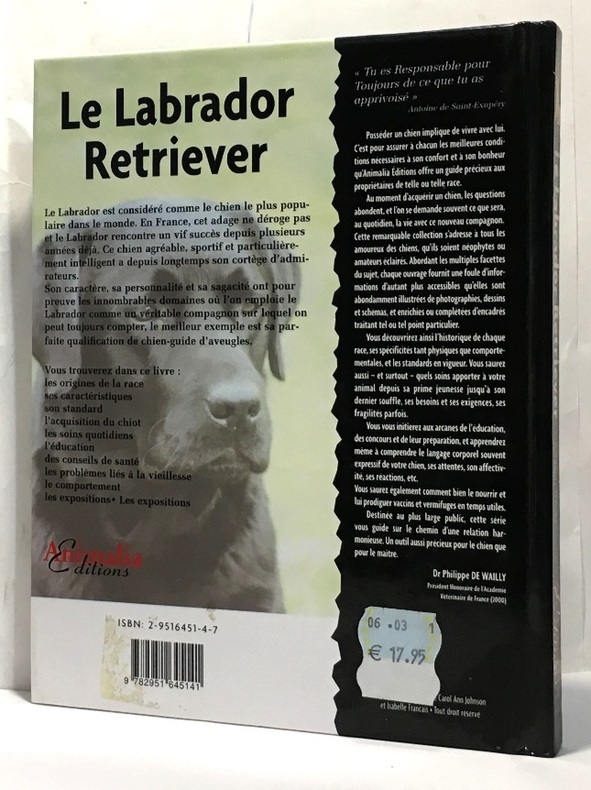 Le Labrador
Retriever
Le Labrador est considéré comme le chien le plus popu-
laire dans le monde. En France, cet adage ne déroge pas
et le Labrador rencontre un vif succès depuis plusieurs
années déjà. Ce chien agréable, sportif et particulière-
ment intelligent a depuis longtemps son cortège d'admi-
rateurs.
Son caractère, sa personnalité et sa sagacité ont pour
preuve les innombrables domaines où l'on emploie le
Labrador comme un véritable compagnon sur lequel on
peut toujours compter, le meilleur exemple est sa par-
faite qualification de chien-guide d'aveugles.
Vous trouverez dans ce livre :
les origines de la race
ses caractéristiques
son standard
l'acquisition du chiot
les soins quotidiens
l'éducation
des conseils de santé
les problèmes liés à la vieillesse
le comportement
les expositions• Les expositions
Animalia
Editions
ISBN: 2-9516451-4-7
9 782951 645141
« Tu es Responsable pour
Toujours de ce que tu as
apprivoisé »
Antoine de Saint-Exupéry
Posséder un chien implique de vivre avec lui.
C'est pour assurer à chacun les meilleures condi-
tions nécessaires à son confort et à son bonheur
qu'Animalia Editions offre un guide précieux aux
propriétaires de telle ou telle race.
Au moment d'acquérir un chien, les questions
abondent, et l'on se demande souvent ce que sera,
au quotidien, la vie avec ce nouveau compagnon.
Cette remarquable collection s'adresse à tous les
amoureux des chiens, qu'ils soient néophytes ou
amateurs éclairés. Abordant les multiples facettes
du sujet, chaque ouvrage fournit une foule d'infor-
mations d'autant plus accessibles qu'elles sont
abondamment illustrées de photographies, dessins
et schémas, et enrichies ou complétées d'encadrés
traitant tel ou tel point particulier.
Vous découvrirez ainsi l'historique de chaque
race, ses spécificités tant physiques que comporte-
mentales, et les standards en vigueur. Vous saurez
aussi – et surtout – quels soins apporter à votre
animal depuis sa prime jeunesse jusqu'à son
dernier souffle, ses besoins et ses exigences, ses
fragilités parfois.
Vous vous initierez aux arcanes de l'éducation,
des concours et de leur préparation, et apprendrez
même à comprendre le langage corporel souvent
expressif de votre chien, ses attentes, son affectiv-
ité, ses réactions, etc.
Vous saurez également comment bien le nourrir et
lui prodiguer vaccins et vermifuges en temps utiles.
Destinée au plus large public, cette série
vous guide sur le chemin d'une relation har-
monieuse. Un outil aussi précieux pour le chien que
pour le maître.
Dr Philippe DE WAILLY
Président Honoraire de l'Academie
Veterinaire de France (2000)
06 .03 1
€ 17.95
Carol Ann Johnson
et Isabelle Francais • Tout droit réservé